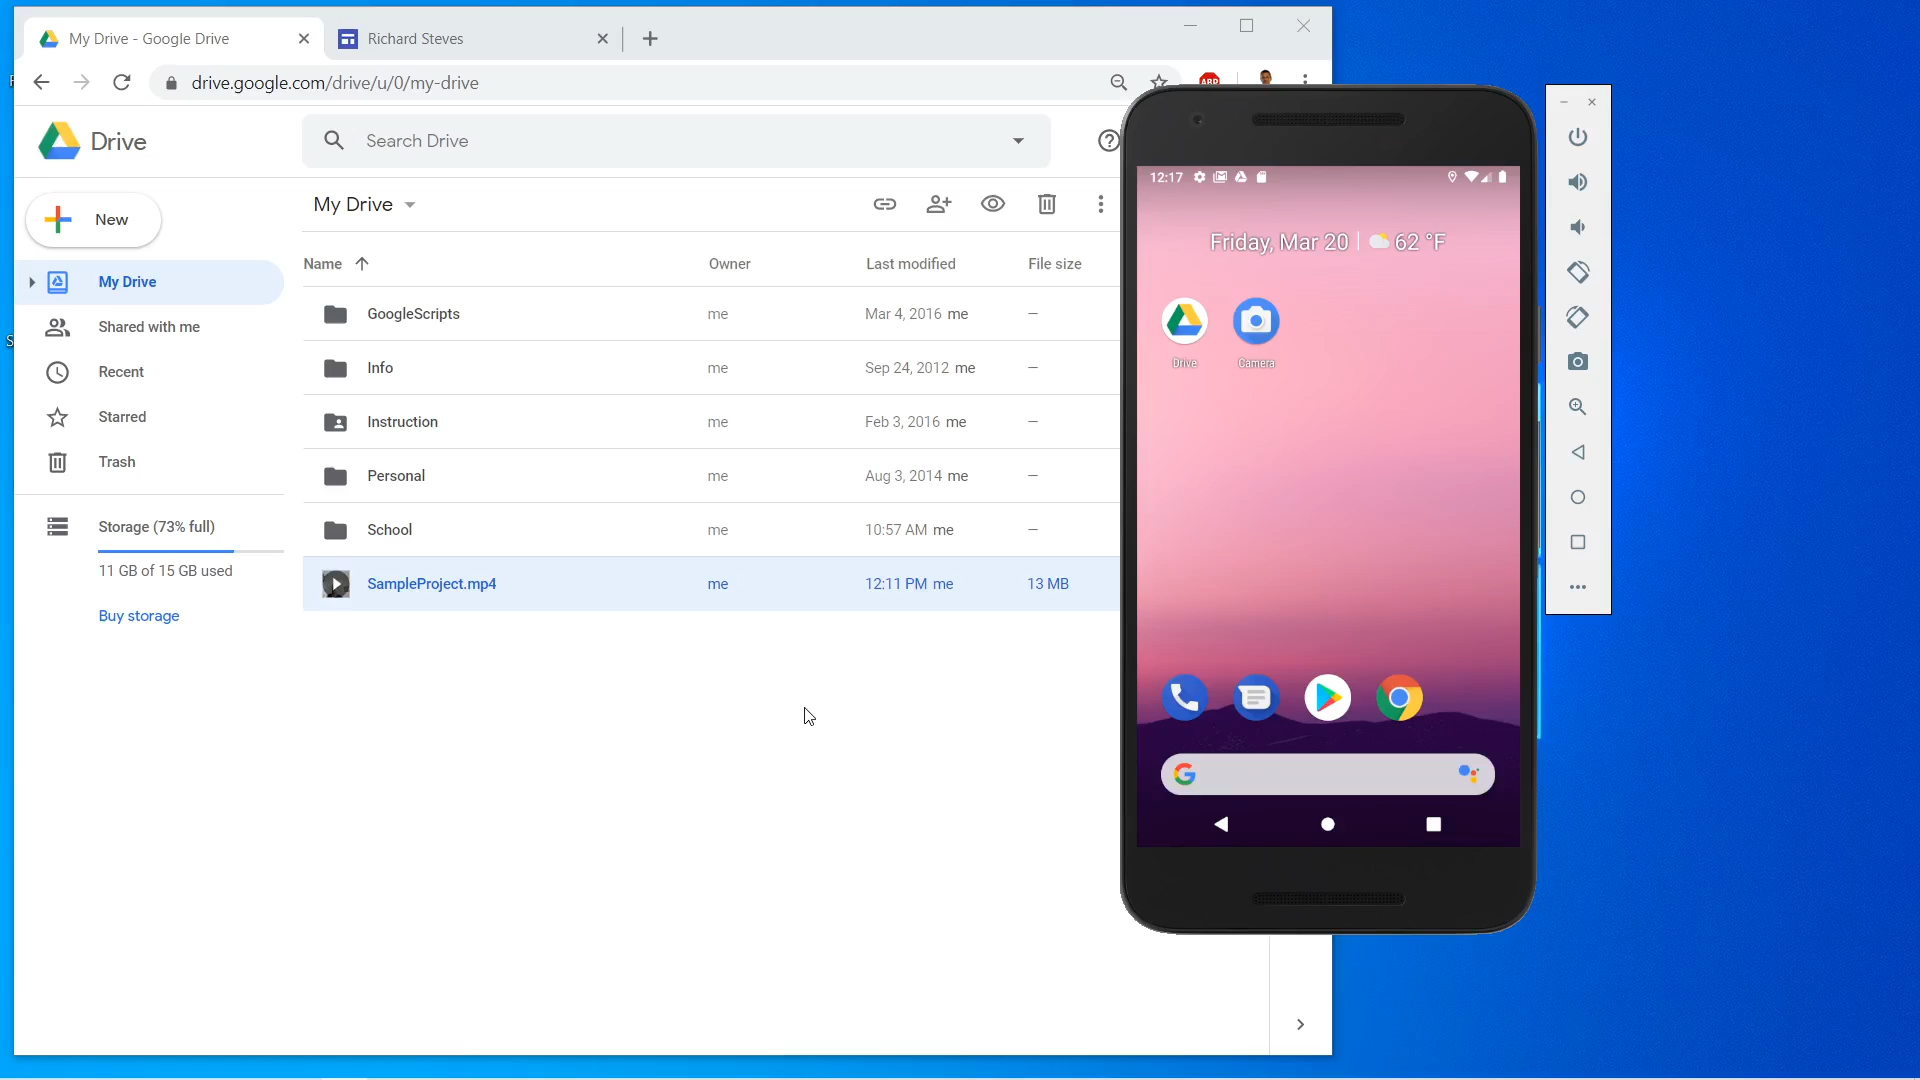 My Drive - Google Drive
Richard Steves
drive.google.com/drive/u/0/my-drive
ABP
Drive
Search Drive
New
My Drive
Name Owner Last modified File size
My Drive
Shared with me
Recent
Starred
Trash
Storage (73% full)
11 GB of 15 GB used
Buy storage
GoogleScripts me Mar 4, 2016 me —
Info me Sep 24, 2012 me —
Instruction me Feb 3, 2016 me —
Personal me Aug 3, 2014 me —
School me 10:57 AM me —
SampleProject.mp4 me 12:11 PM me 13 MB
12:17
Friday, Mar 20 62 °F
Drive Camera
G